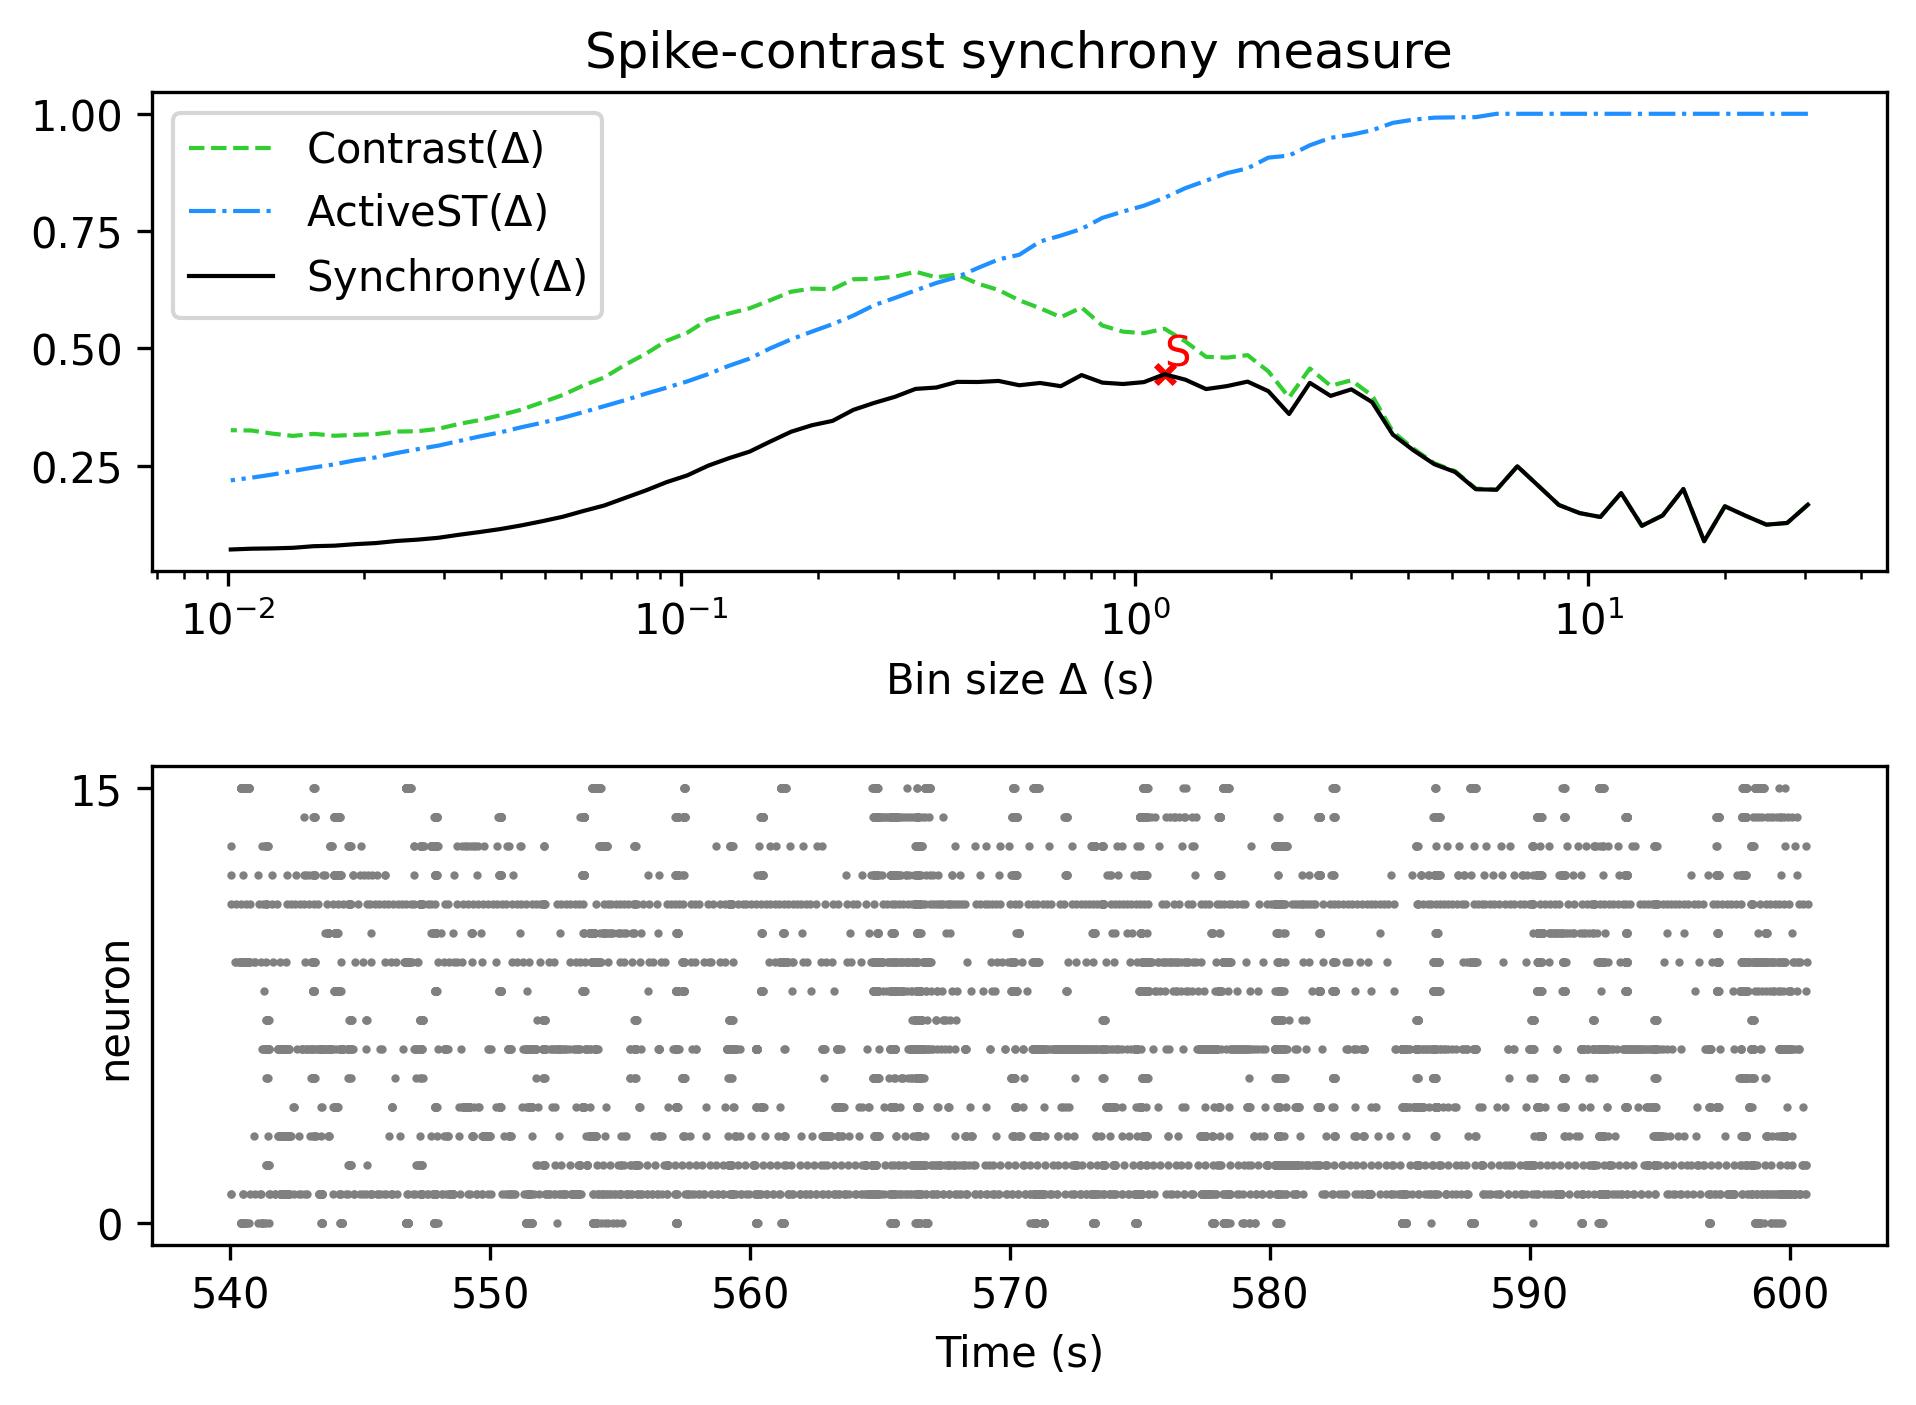 Spike-contrast synchrony measure
1.00
0.75
0.50
0.25
Contrast(Δ)
ActiveST(Δ)
Synchrony(Δ)
S
10⁻² 10⁻¹ 10⁰ 10¹
Bin size Δ (s)
15
0
neuron
540 550 560 570 580 590 600
Time (s)